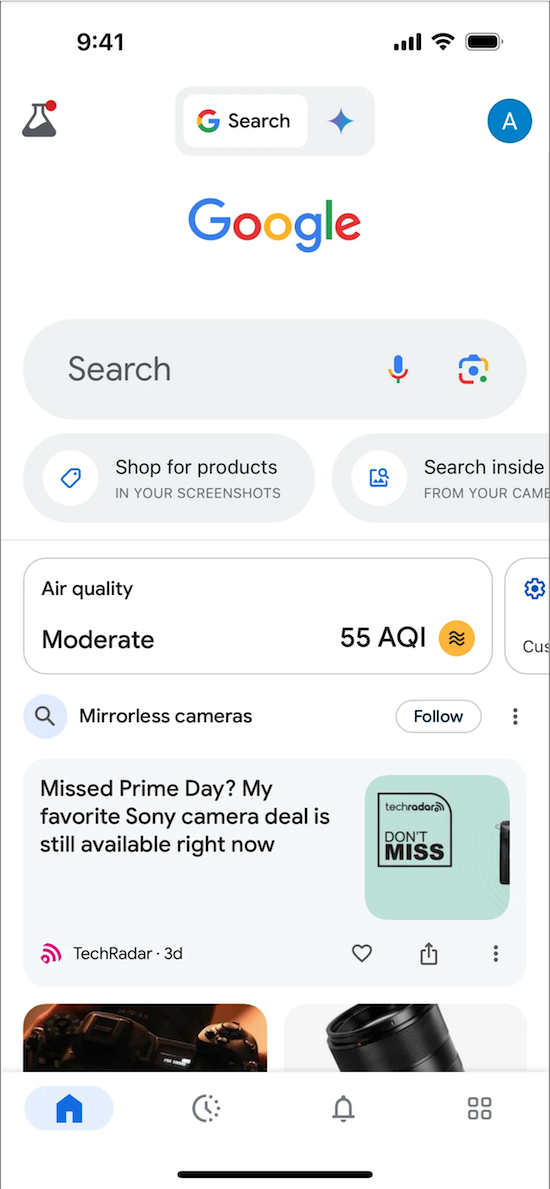 9:41
Search
A
Google
Search
Shop for products
IN YOUR SCREENSHOTS
Search inside
FROM YOUR CAME
Air quality
Moderate
55 AQI
Cus
Mirrorless cameras
Follow
Missed Prime Day? My
favorite Sony camera deal is
still available right now
techradar
DON'T
MISS
TechRadar · 3d